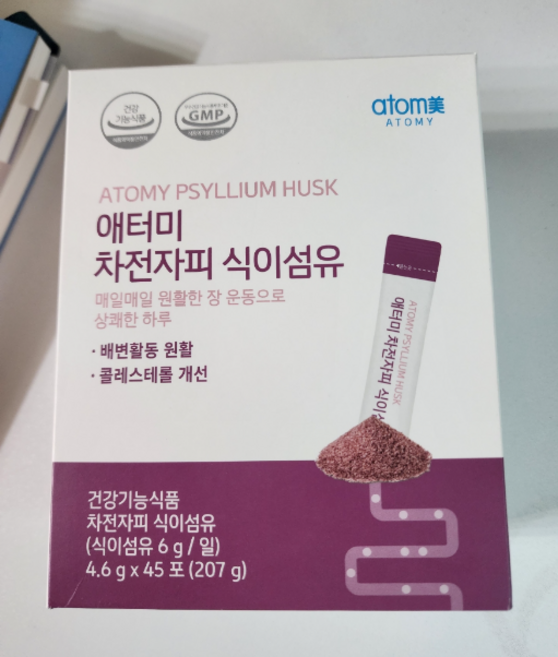 건강
기능식품
GMP
atom美
ATOMY
ATOMY PSYLLIUM HUSK
애터미
차전자피 식이섬유
매일매일 원활한 장 운동으로
상쾌한 하루
· 배변활동 원활
· 콜레스테롤 개선
ATOMY PSYLLIUM HUSK
애터미 차전자피 식이섬
건강기능식품
차전자피 식이섬유
(식이섬유 6 g / 일)
4.6 g x 45 포 (207 g)